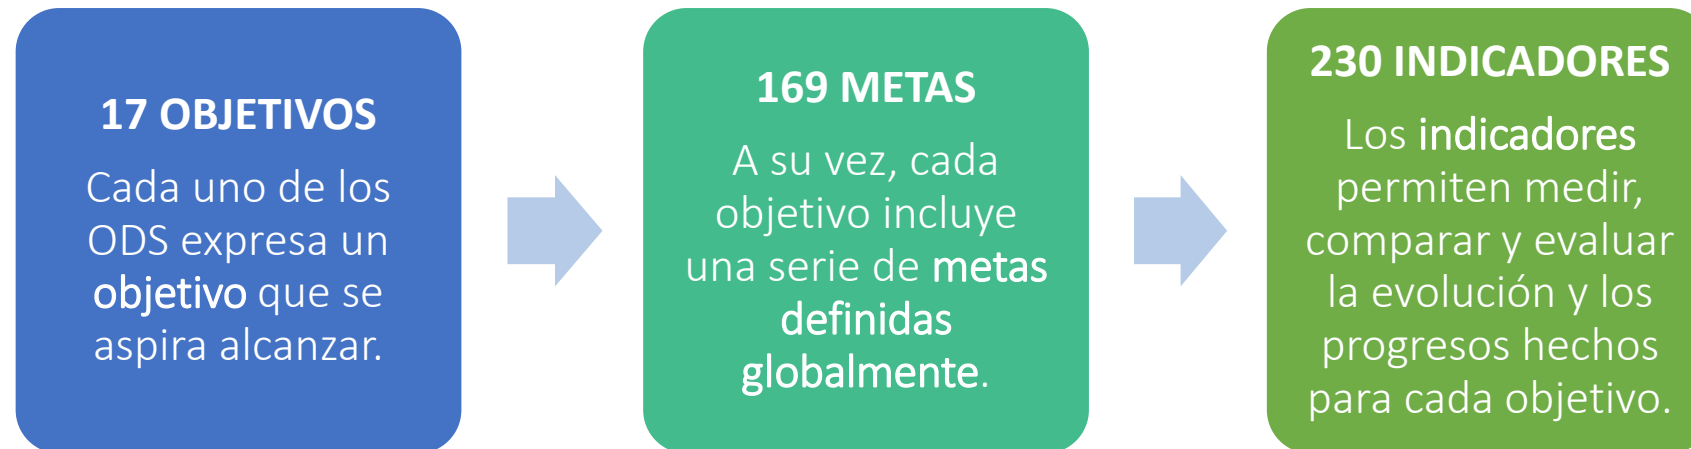 17 OBJETIVOS
Cada uno de los
ODS expresa un
objetivo que se
aspira alcanzar.
169 METAS
A su vez, cada
objetivo incluye
una serie de metas
definidas
globalmente.
230 INDICADORES
Los indicadores
permiten medir,
comparar y evaluar
la evolución y los
progresos hechos
para cada objetivo.